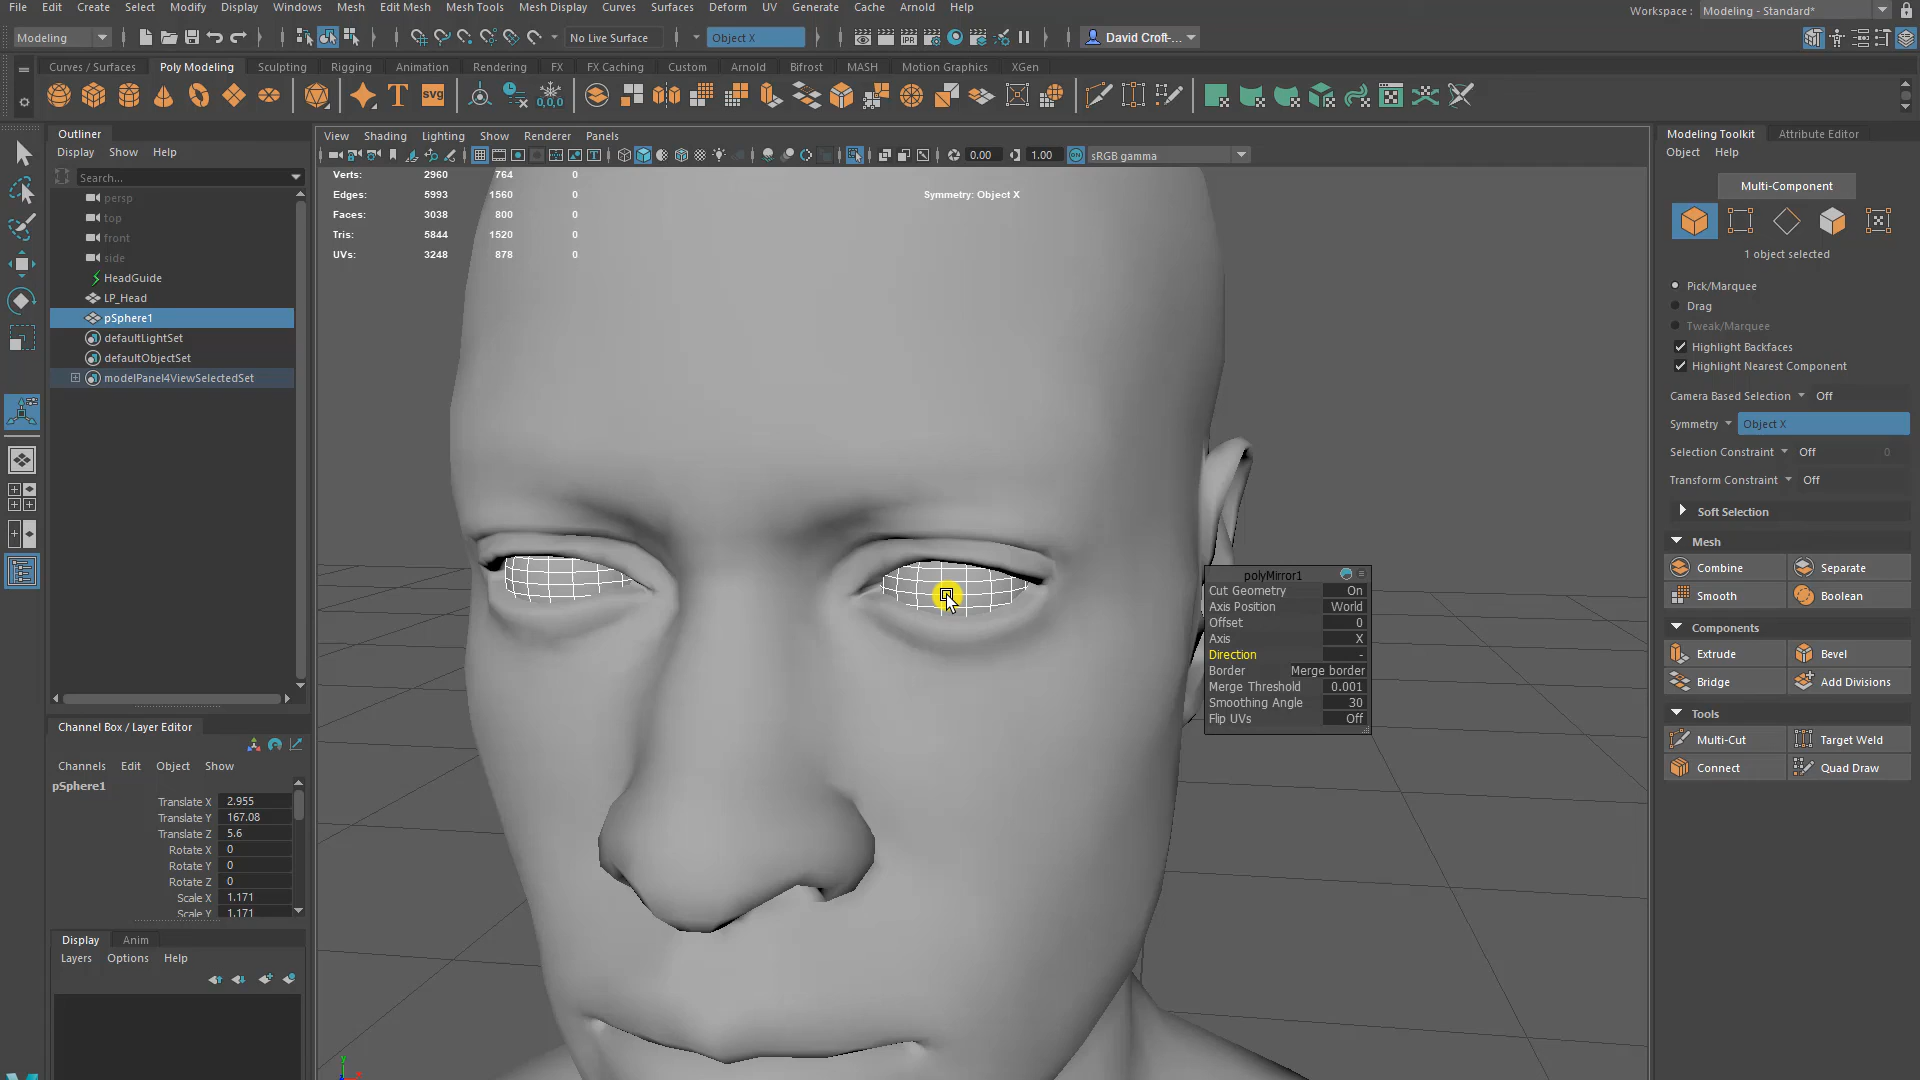 File Edit Create Select Modify Display Windows Mesh Edit Mesh Mesh Tools Mesh Display Curves Surfaces Deform UV Generate Cache Arnold Help
Workspace : Modeling - Standard*
Modeling No Live Surface Object X David Croft-...
Curves / Surfaces Poly Modeling Sculpting Rigging Animation Rendering FX FX Caching Custom Arnold Bifrost MASH Motion Graphics XGen
T SVG 0,0,0
Outliner
Display Show Help
Search...
persp
top
front
side
HeadGuide
LP_Head
pSphere1
defaultLightSet
defaultObjectSet
modelPanel4ViewSelectedSet
Channel Box / Layer Editor
Channels Edit Object Show
pSphere1
Translate X 2.955
Translate Y 167.08
Translate Z 5.6
Rotate X 0
Rotate Y 0
Rotate Z 0
Scale X 1.171
Scale Y 1.171
Display Anim
Layers Options Help
View Shading Lighting Show Renderer Panels
0.00 1.00 ON sRGB gamma
Verts: 2960 764 0
Edges: 5993 1560 0
Faces: 3038 800 0
Tris: 5844 1520 0
UVs: 3248 878 0
Symmetry: Object X
polyMirror1
Cut Geometry On
Axis Position World
Offset 0
Axis X
Direction -
Border Merge border
Merge Threshold 0.001
Smoothing Angle 30
Flip UVs Off
y
Modeling Toolkit Attribute Editor
Object Help
Multi-Component
1 object selected
Pick/Marquee
Drag
Tweak/Marquee
Highlight Backfaces
Highlight Nearest Component
Camera Based Selection Off
Symmetry Object X
Selection Constraint Off 0
Transform Constraint Off
Soft Selection
Mesh
Combine Separate
Smooth Boolean
Components
Extrude Bevel
Bridge Add Divisions
Tools
Multi-Cut Target Weld
Connect Quad Draw